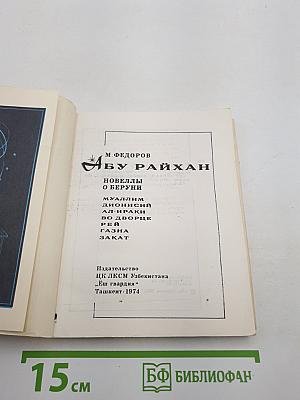 М ФЕДОРОВ
АБУ РАЙХАН
НОВЕЛЛЫ
О БЕРУНИ
МУАЛЛИМ
ДИОНИСИЙ
АЛ-ИРАКИ
ВО ДВОРЦЕ
РЕЙ
ГАЗНА
ЗАКАТ
Издательство
ЦК ЛКСМ Узбекистана
„Ёш гвардия"
Ташкент-1974
15 см
БФ БИБЛИОФАН